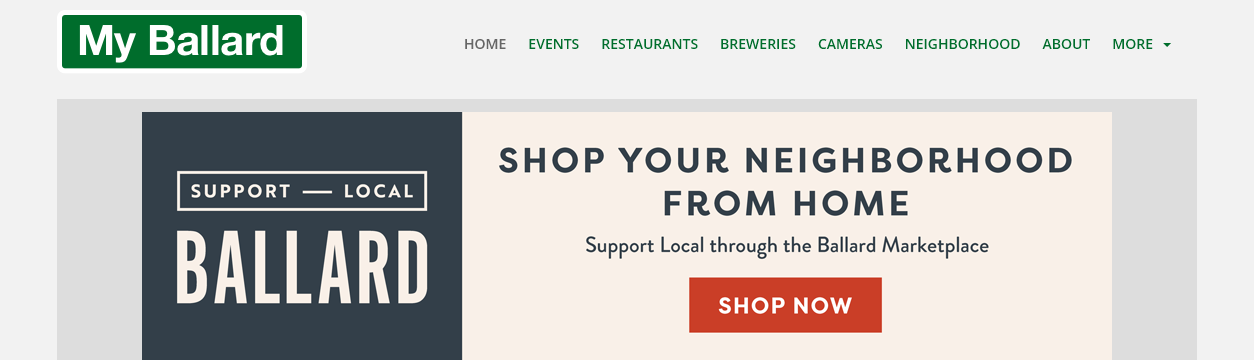 My Ballard
HOME EVENTS RESTAURANTS BREWERIES CAMERAS NEIGHBORHOOD ABOUT MORE
SUPPORT — LOCAL
BALLARD
SHOP YOUR NEIGHBORHOOD
FROM HOME
Support Local through the Ballard Marketplace
SHOP NOW